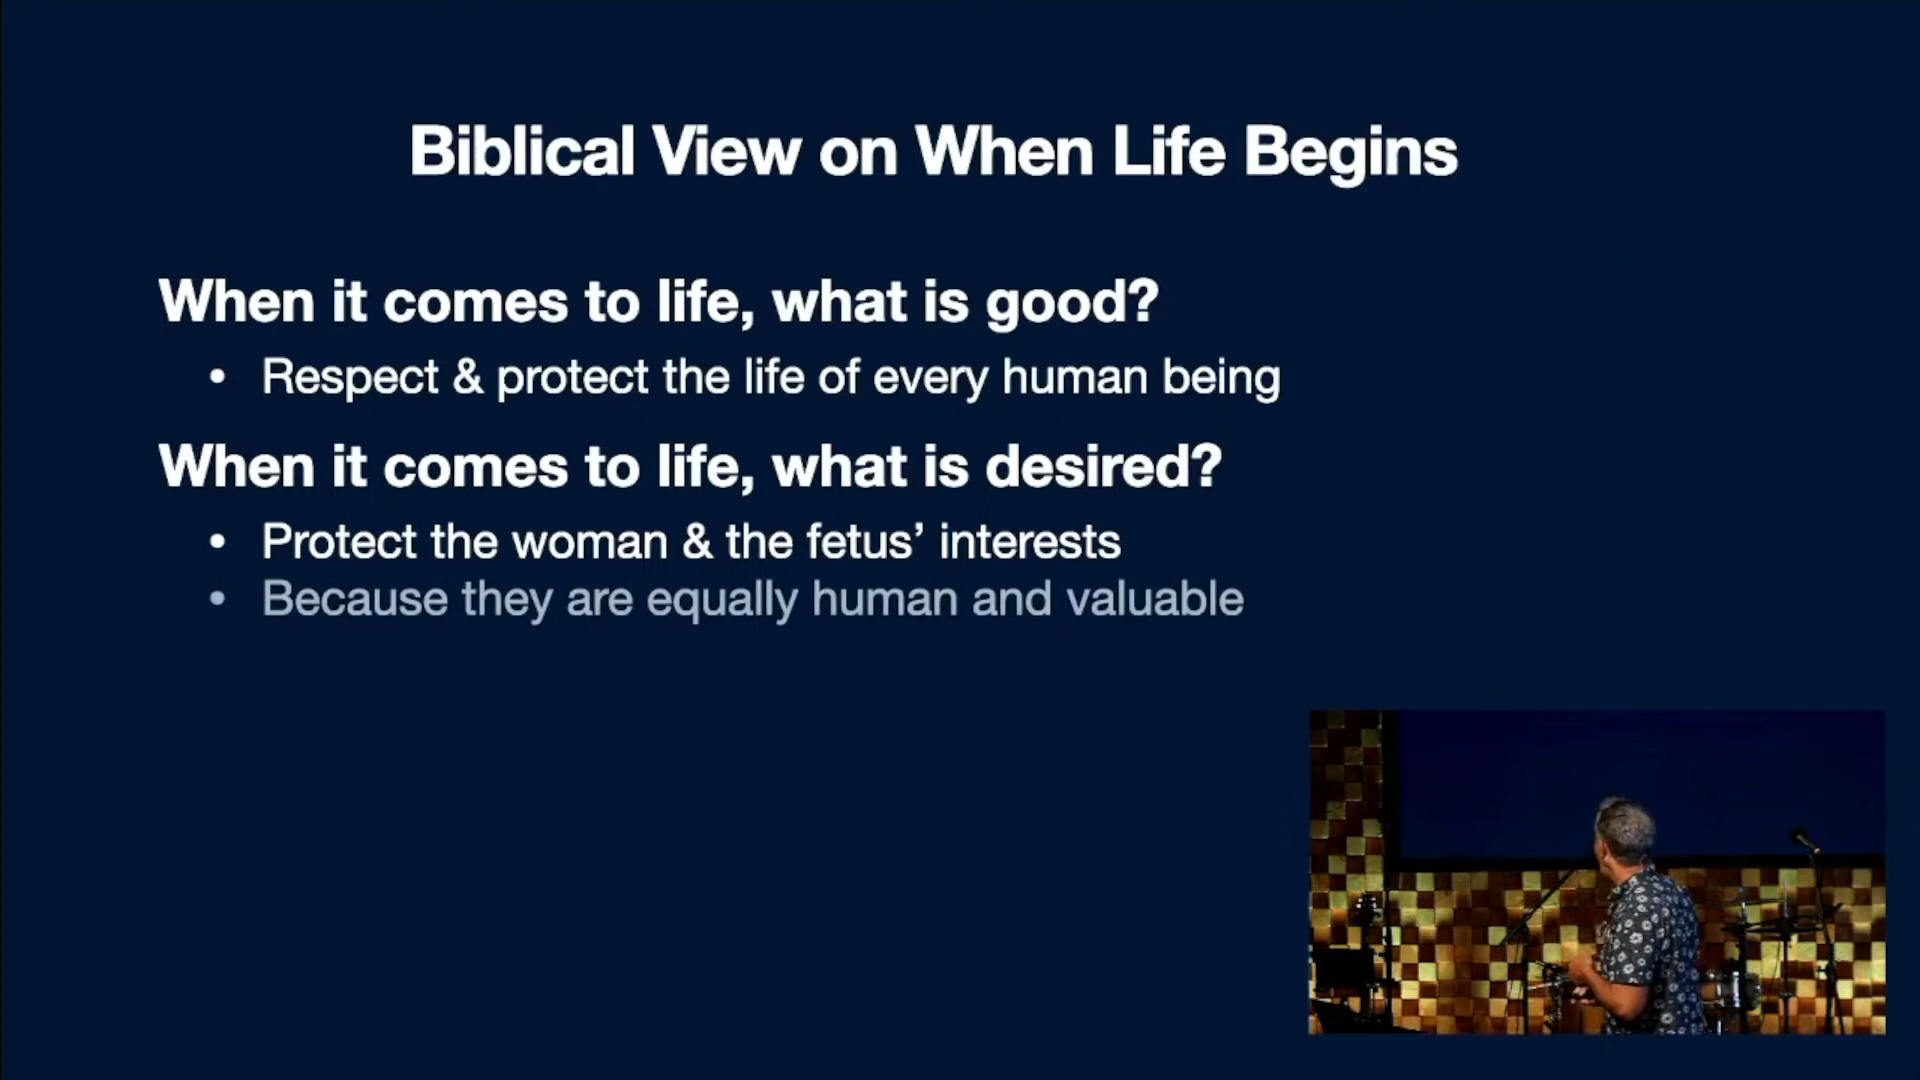 Biblical View on When Life Begins
When it comes to life, what is good?
• Respect & protect the life of every human being
When it comes to life, what is desired?
• Protect the woman & the fetus’ interests
• Because they are equally human and valuable